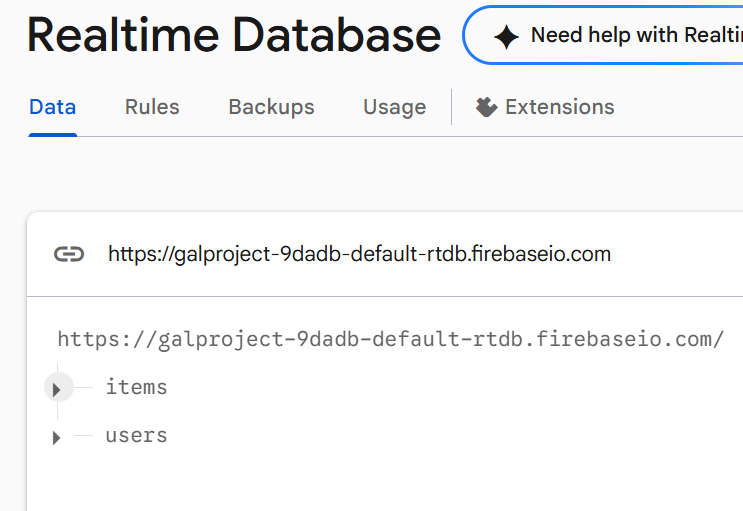 Realtime Database
Need help with Realti
Data Rules Backups Usage Extensions
https://galproject-9dadb-default-rtdb.firebaseio.com
https://galproject-9dadb-default-rtdb.firebaseio.com/
items
users